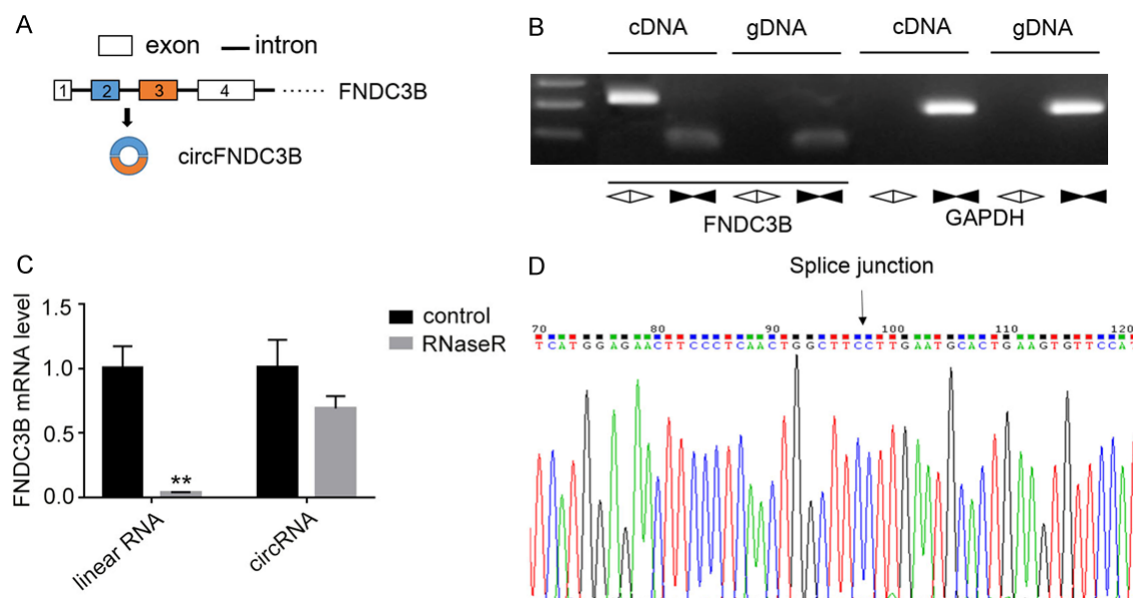 A
exon intron
1 2 3 4 FNDC3B
circFNDC3B
B
cDNA gDNA cDNA gDNA
FNDC3B GAPDH
C
FNDC3B mRNA level
1.5
1.0
0.5
0.0
**
linear RNA circRNA
control
RNaseR
D
Splice junction
70 80 90 100 110 120
TCATGGAGAACTTCCCTCAACTGGCTTCCTTGAATGCACTGAAGTGTTCCAT